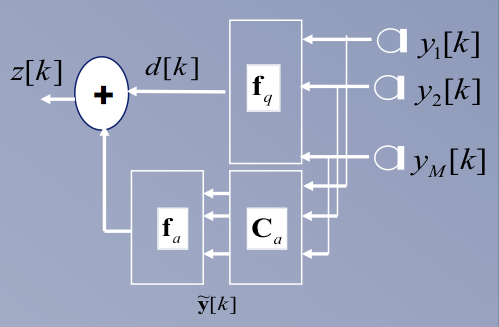 z[k]
+
d[k]
f_q
y_1[k]
y_2[k]
y_M[k]
f_a
C_a
ỹ[k]